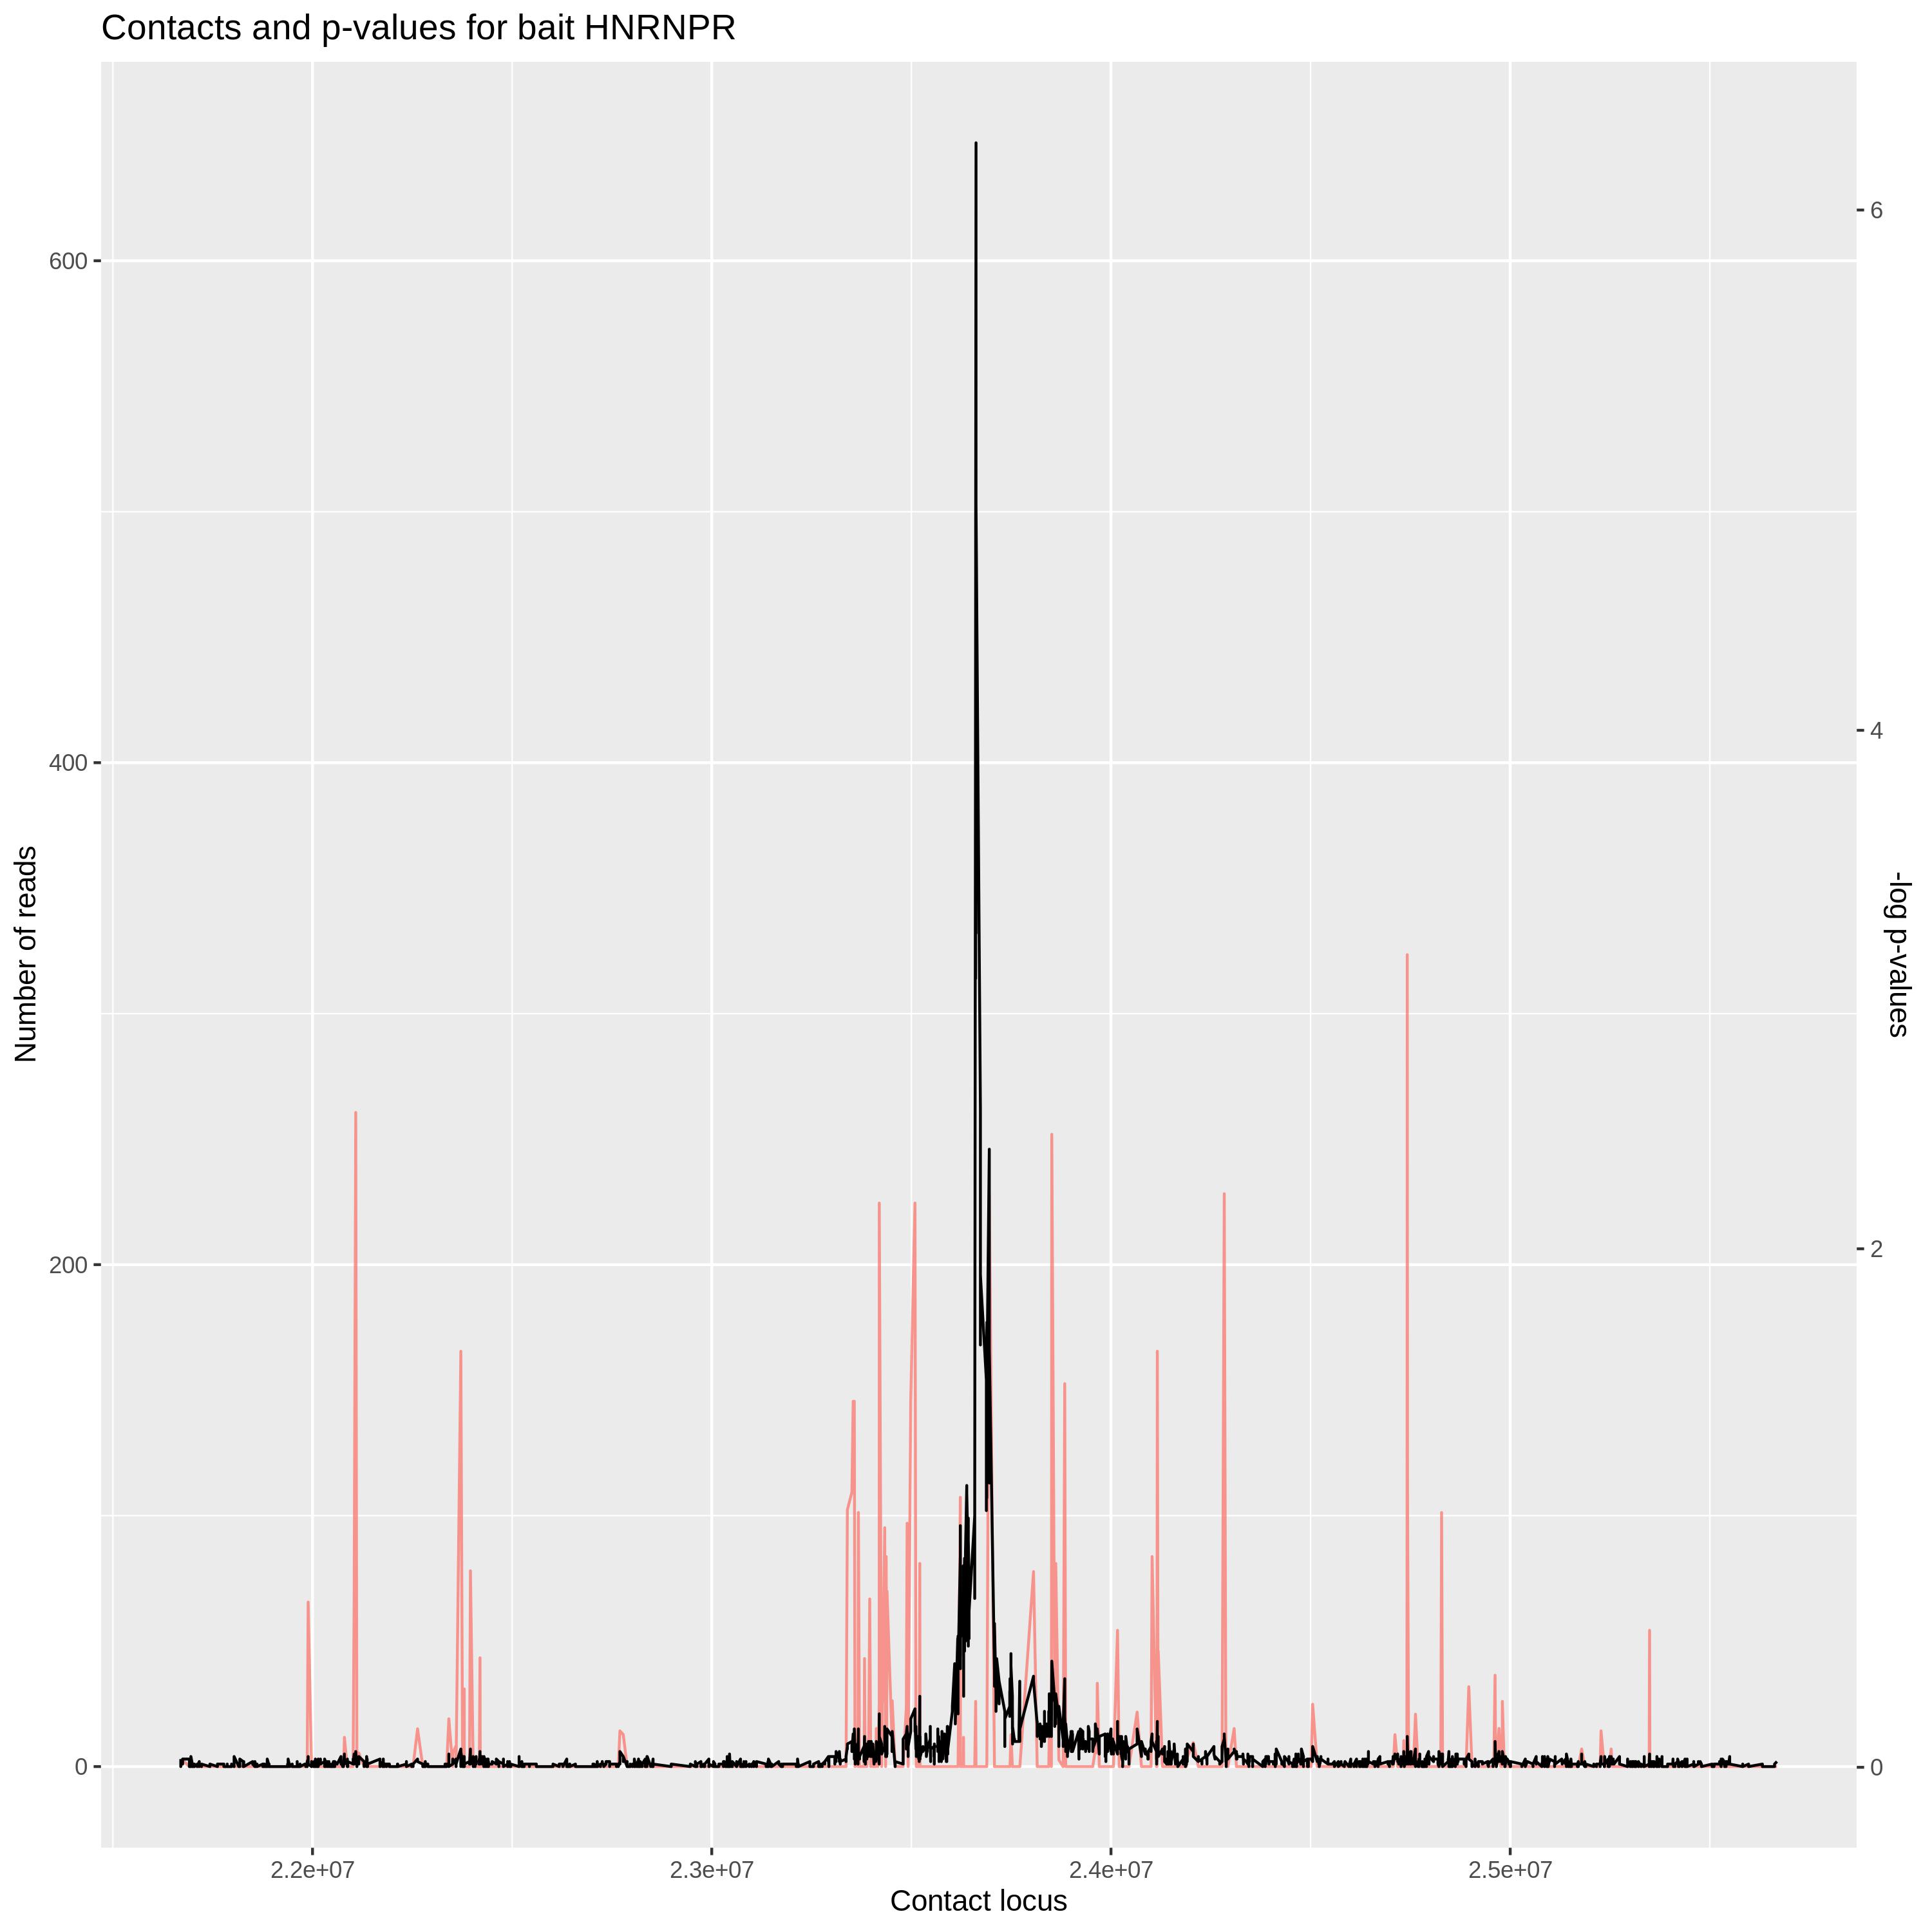 Contacts and p-values for bait HNRNPR
Number of reads
600
400
200
0
6
4
2
0
-log p-values
2.2e+07
2.3e+07
2.4e+07
2.5e+07
Contact locus